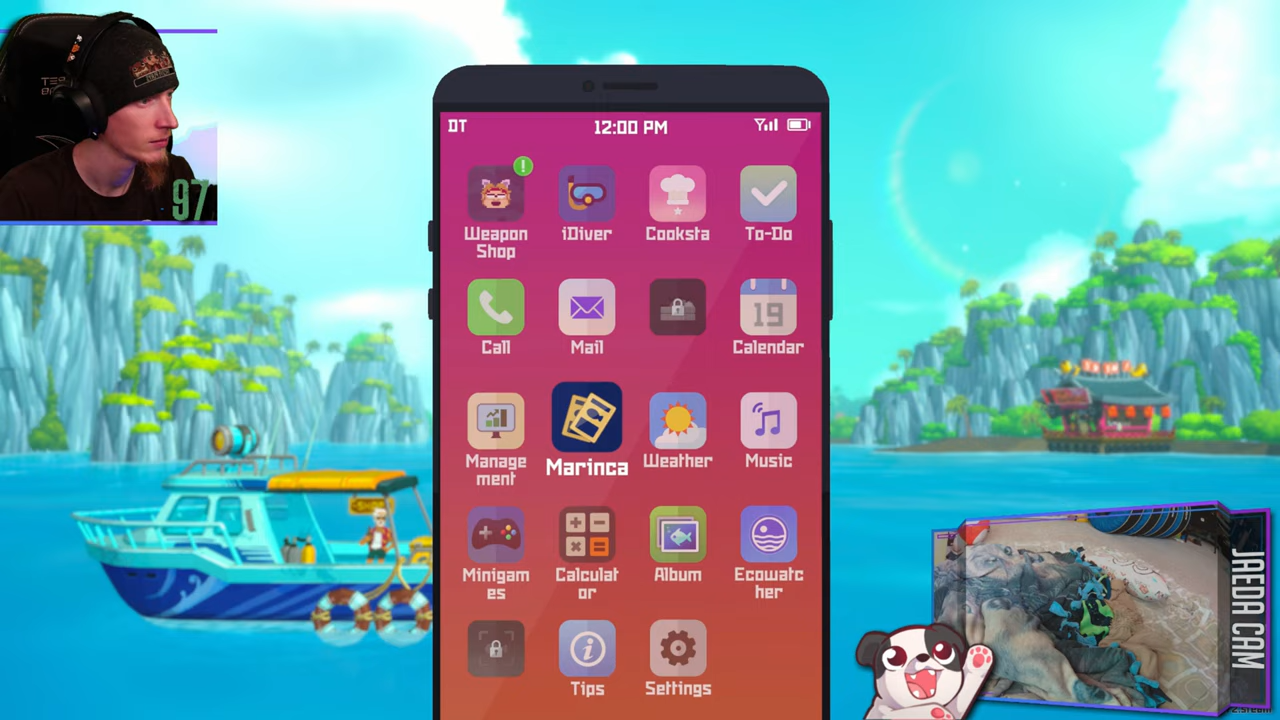 97
DT
12:00 PM
!
Weapon
Shop
iDiver
Cooksta
To-Do
Call
Mail
19
Calendar
Manage
ment
Marinca
Weather
Music
Minigam
es
Calculat
or
Album
Ecowatc
her
Tips
Settings
JAEDA CAM